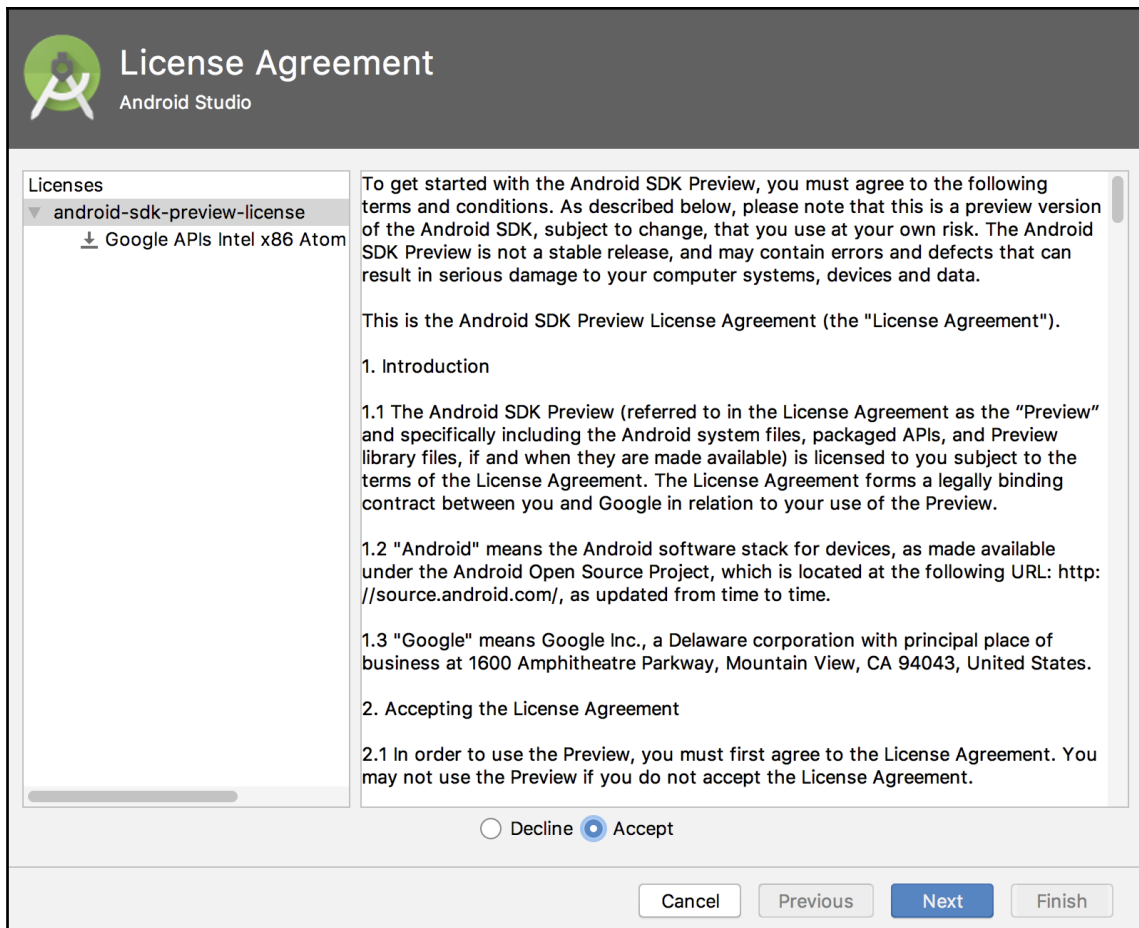 License Agreement
Android Studio
Licenses
android-sdk-preview-license
Google APIs Intel x86 Atom
To get started with the Android SDK Preview, you must agree to the following
terms and conditions. As described below, please note that this is a preview version
of the Android SDK, subject to change, that you use at your own risk. The Android
SDK Preview is not a stable release, and may contain errors and defects that can
result in serious damage to your computer systems, devices and data.
This is the Android SDK Preview License Agreement (the "License Agreement").
1. Introduction
1.1 The Android SDK Preview (referred to in the License Agreement as the “Preview”
and specifically including the Android system files, packaged APIs, and Preview
library files, if and when they are made available) is licensed to you subject to the
terms of the License Agreement. The License Agreement forms a legally binding
contract between you and Google in relation to your use of the Preview.
1.2 "Android" means the Android software stack for devices, as made available
under the Android Open Source Project, which is located at the following URL: http:
//source.android.com/, as updated from time to time.
1.3 "Google" means Google Inc., a Delaware corporation with principal place of
business at 1600 Amphitheatre Parkway, Mountain View, CA 94043, United States.
2. Accepting the License Agreement
2.1 In order to use the Preview, you must first agree to the License Agreement. You
may not use the Preview if you do not accept the License Agreement.
Decline Accept
Cancel Previous Next Finish